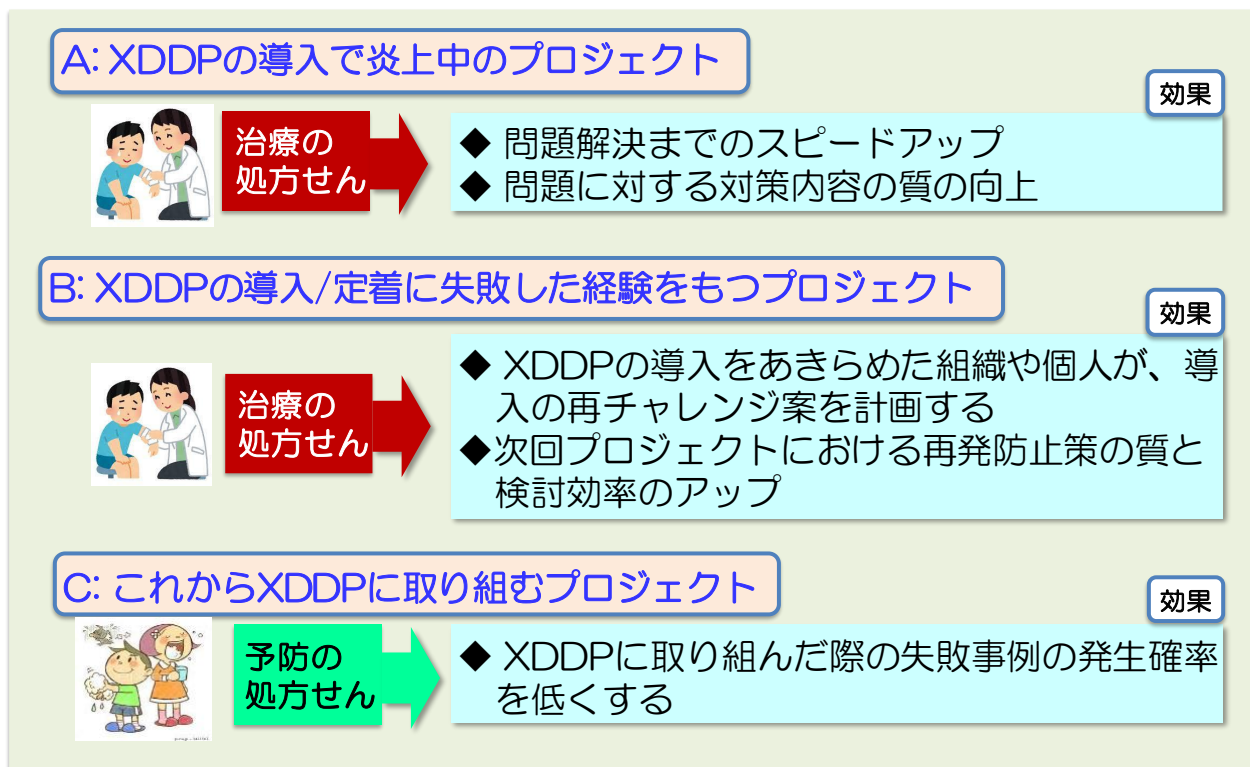 A: XDDPの導入で炎上中のプロジェクト
効果
治療の
処方せん
◆ 問題解決までのスピードアップ
◆ 問題に対する対策内容の質の向上
B: XDDPの導入/定着に失敗した経験をもつプロジェクト
効果
治療の
処方せん
◆ XDDPの導入をあきらめた組織や個人が、導
入の再チャレンジ案を計画する
◆次回プロジェクトにおける再発防止策の質と
検討効率のアップ
C: これからXDDPに取り組むプロジェクト
効果
予防の
処方せん
◆ XDDPに取り組んだ際の失敗事例の発生確率
を低くする